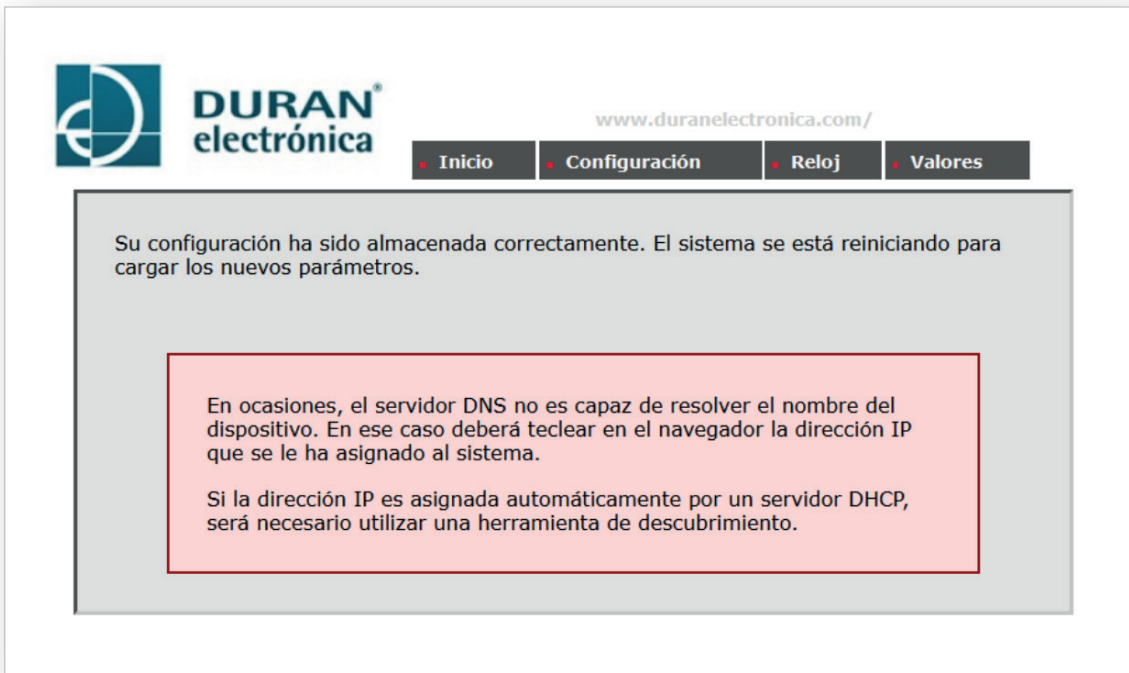 DURAN®
electrónica
www.duranelectronica.com/
Inicio Configuración Reloj Valores
Su configuración ha sido almacenada correctamente. El sistema se está reiniciando para
cargar los nuevos parámetros.
En ocasiones, el servidor DNS no es capaz de resolver el nombre del
dispositivo. En ese caso deberá teclear en el navegador la dirección IP
que se le ha asignado al sistema.
Si la dirección IP es asignada automáticamente por un servidor DHCP,
será necesario utilizar una herramienta de descubrimiento.